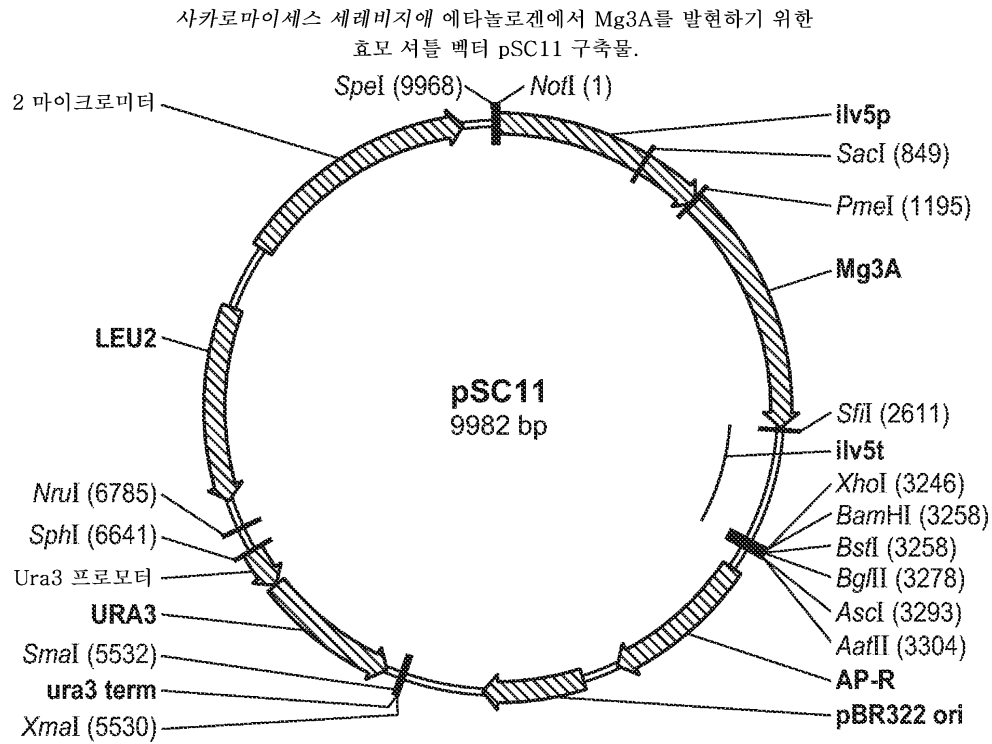 사카로마이세스 세레비지애 에타놀로겐에서 Mg3A를 발현하기 위한
효모 셔틀 벡터 pSC11 구축물.
SpeI (9968)
NotI (1)
2 마이크로미터
ilv5p
SacI (849)
PmeI (1195)
Mg3A
LEU2
pSC11
9982 bp
SfiI (2611)
ilv5t
XhoI (3246)
BamHI (3258)
BstI (3258)
BglII (3278)
AscI (3293)
AatII (3304)
NruI (6785)
SphI (6641)
Ura3 프로모터
URA3
SmaI (5532)
ura3 term
XmaI (5530)
AP-R
pBR322 ori